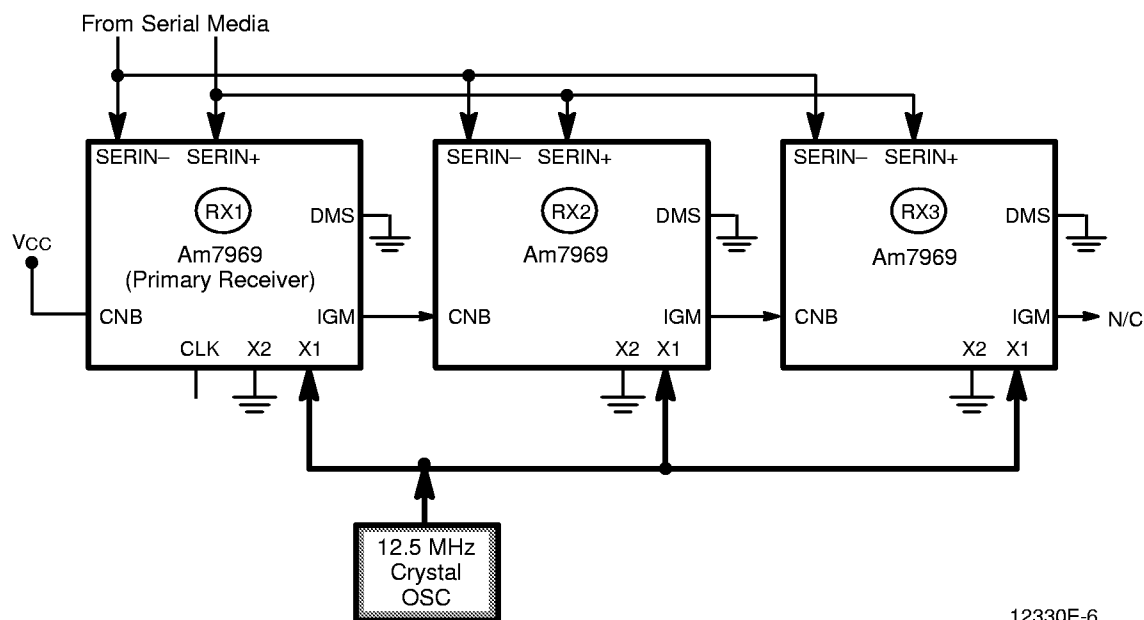 From Serial Media
SERIN– SERIN+
SERIN– SERIN+
SERIN– SERIN+
RX1
RX2
RX3
DMS
DMS
DMS
VCC
Am7969
(Primary Receiver)
Am7969
Am7969
CNB
IGM
CNB
IGM
CNB
IGM
N/C
CLK X2 X1
X2 X1
X2 X1
12.5 MHz
Crystal
OSC
12330E-6